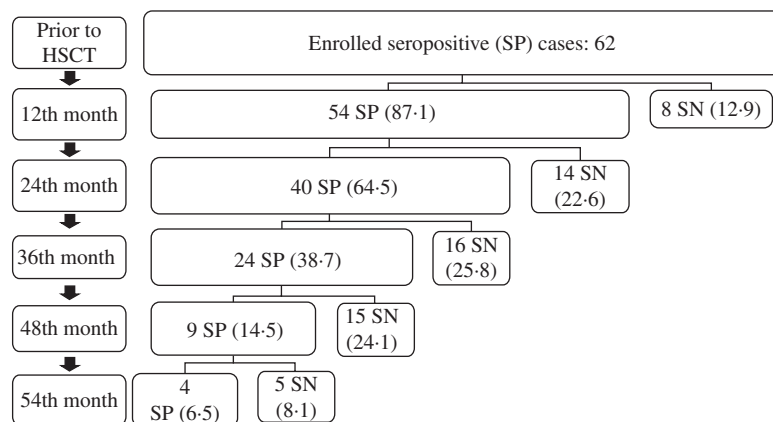 Prior to
HSCT
Enrolled seropositive (SP) cases: 62
12th month
54 SP (87·1)
8 SN (12·9)
24th month
40 SP (64·5)
14 SN
(22·6)
36th month
24 SP (38·7)
16 SN
(25·8)
48th month
9 SP (14·5)
15 SN
(24·1)
54th month
4
SP (6·5)
5 SN
(8·1)